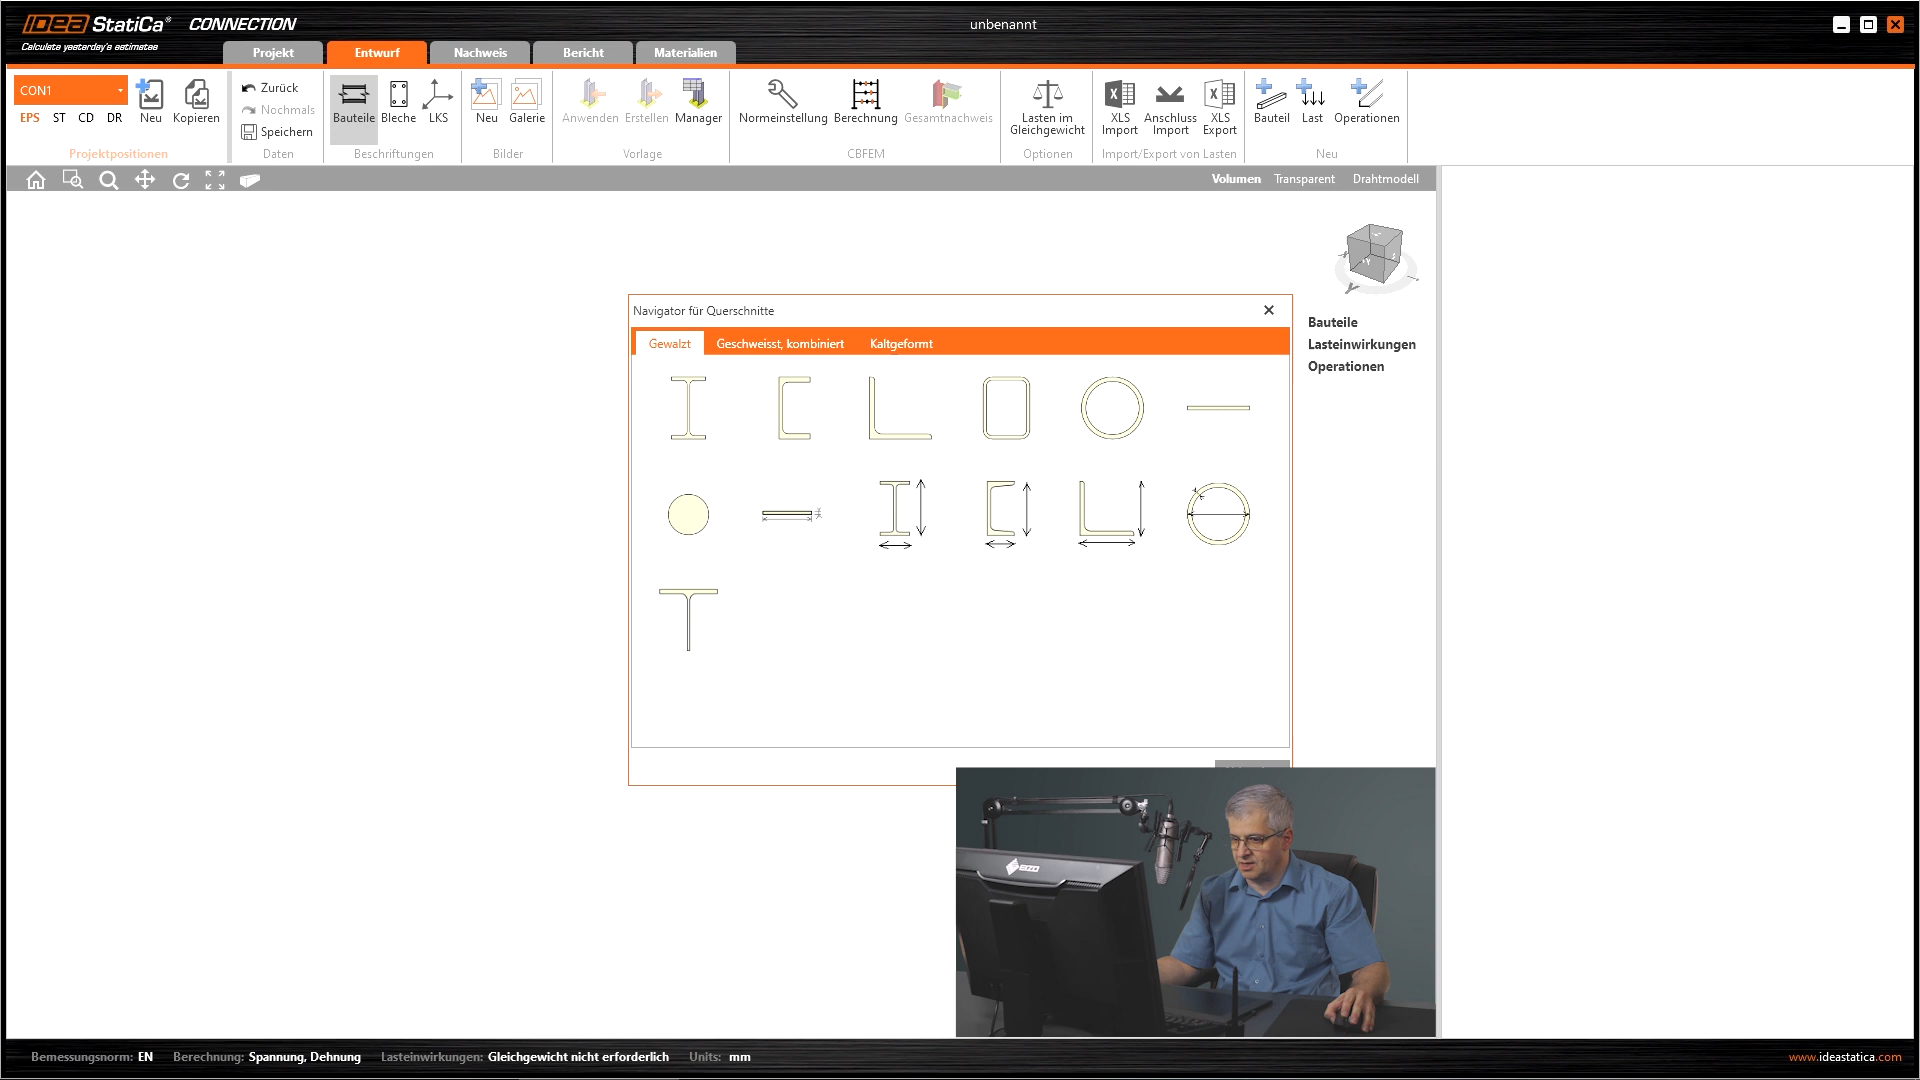 IDEA StatiCa® CONNECTION
Calculate yesterday's estimates
unbenannt
Projekt
Entwurf
Nachweis
Bericht
Materialien
CON1
EPS ST CD DR
Neu
Kopieren
Projektpositionen
Zurück
Nochmals
Speichern
Daten
Bauteile
Bleche
LKS
Beschriftungen
Neu
Galerie
Bilder
Anwenden
Erstellen
Manager
Vorlage
Normeinstellung
Berechnung
Gesamtnachweis
CBFEM
Lasten im
Gleichgewicht
Optionen
XLS
Import
Anschluss
Import
XLS
Export
Import/Export von Lasten
Bauteil
Last
Operationen
Neu
Volumen
Transparent
Drahtmodell
Bauteile
Lasteinwirkungen
Operationen
Navigator für Querschnitte
Gewalzt
Geschweisst, kombiniert
Kaltgeformt
Bemessungsnorm: EN
Berechnung: Spannung, Dehnung
Lasteinwirkungen: Gleichgewicht nicht erforderlich
Units: mm
www.ideastatica.com